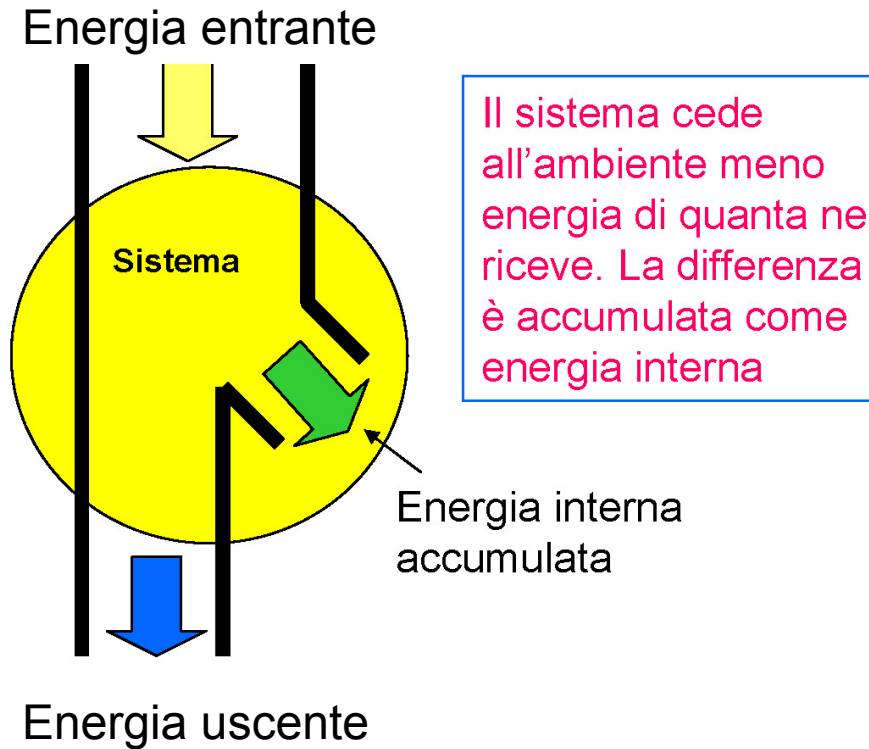 Energia entrante
Il sistema cede
all'ambiente meno
energia di quanta ne
riceve. La differenza
è accumulata come
energia interna
Sistema
Energia interna
accumulata
Energia uscente